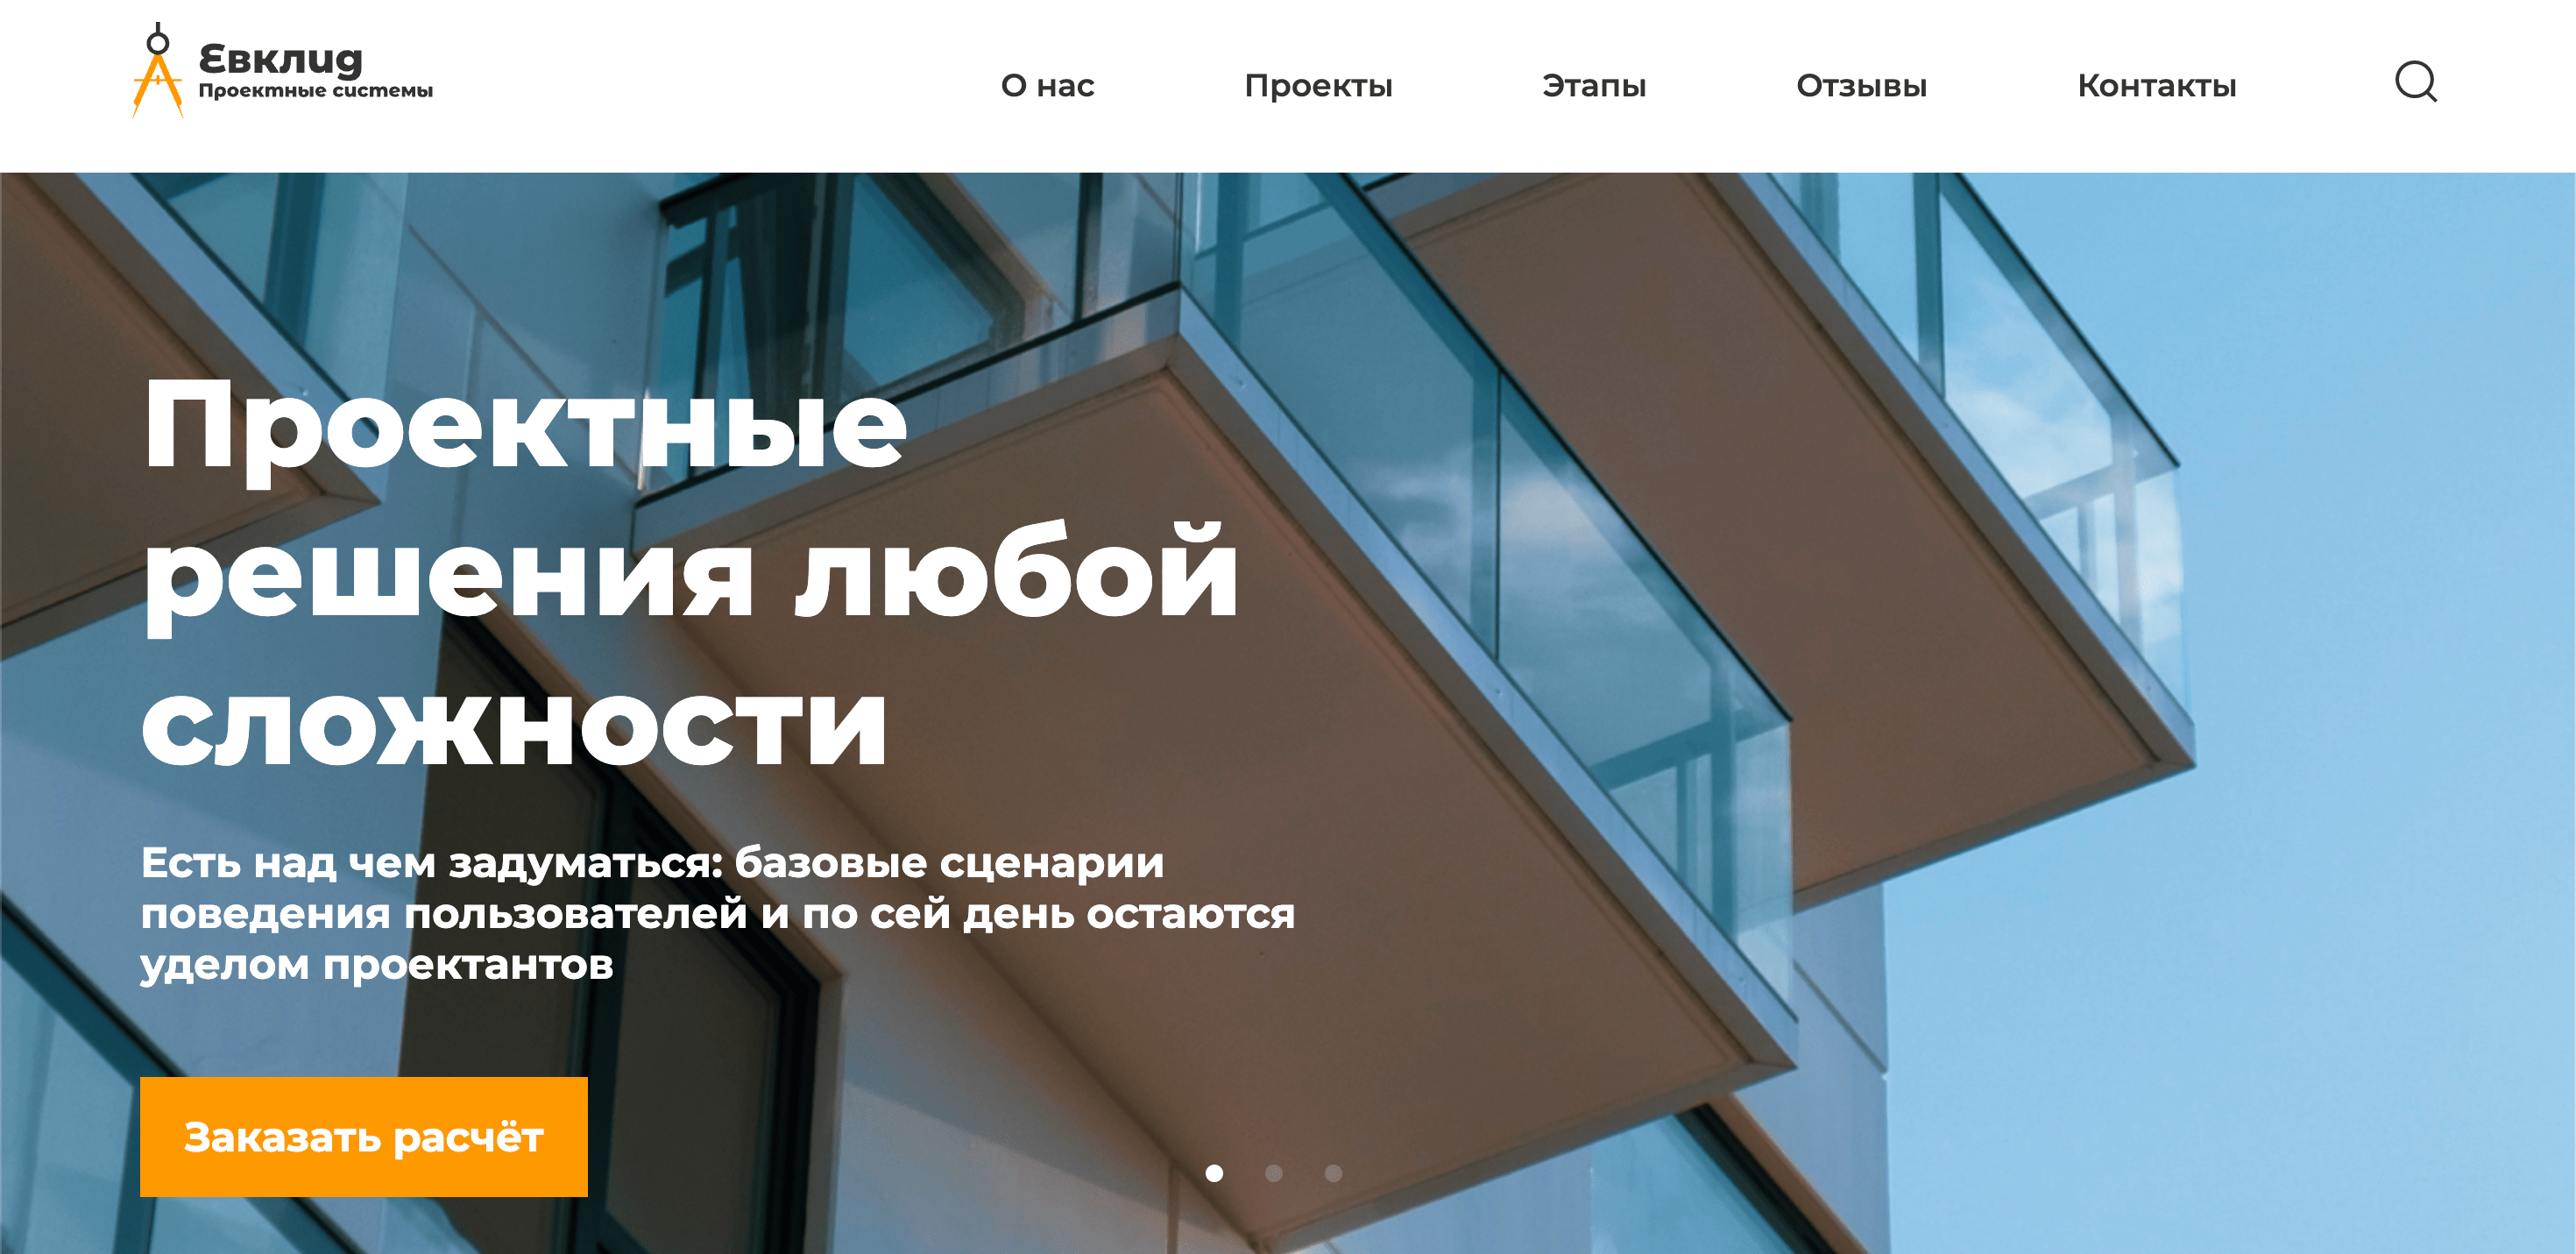 Евклид
Проектные системы
О нас
Проекты
Этапы
Отзывы
Контакты
Проектные
решения любой
сложности
Есть над чем задуматься: базовые сценарии
поведения пользователей и по сей день остаются
уделом проектантов
Заказать расчёт